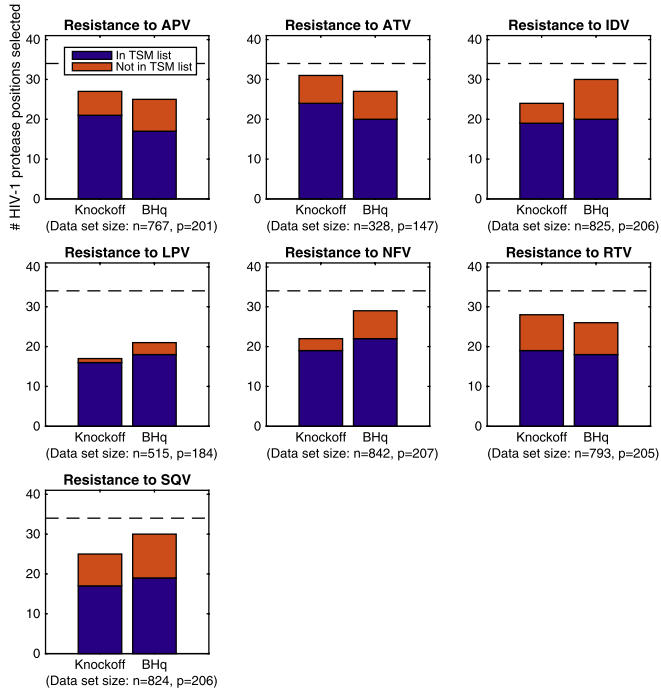 # HIV-1 protease positions selected
Resistance to APV
40
30
20
10
0
In TSM list
Not in TSM list
Knockoff BHq
(Data set size: n=767, p=201)
Resistance to ATV
40
30
20
10
0
Knockoff BHq
(Data set size: n=328, p=147)
Resistance to IDV
40
30
20
10
0
Knockoff BHq
(Data set size: n=825, p=206)
Resistance to LPV
40
30
20
10
0
Knockoff BHq
(Data set size: n=515, p=184)
Resistance to NFV
40
30
20
10
0
Knockoff BHq
(Data set size: n=842, p=207)
Resistance to RTV
40
30
20
10
0
Knockoff BHq
(Data set size: n=793, p=205)
Resistance to SQV
40
30
20
10
0
Knockoff BHq
(Data set size: n=824, p=206)